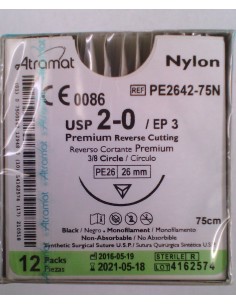 Atramat
Nylon
CE 0086
REF PE2642-75N
USP 2-0 / EP 3
Premium Reverse Cutting
Reverso Cortante Premium
3/8 Circle / Círculo
PE26 26 mm
75cm
Black / Negro - Monofilament / Monofilamento
Non-Absorbable / No Absorbible
Synthetic Surgical Suture U.S.P / Sutura Quirúrgica Sintética U.S.P
12 Packs
Piezas
2016-05-19
2021-05-18
STERILE R
LOT 4162574